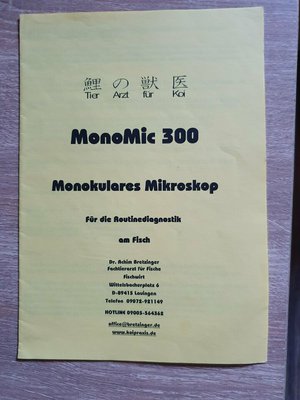 鯉の獣医
Tier Arzt für Koi
MonoMic 300
Monokulares Mikroskop
Für die Routinediagnostik
am Fisch
Dr. Achim Bretzinger
Fachtierarzt für Fische
Fischwirt
Wittelsbacherplatz 6
D-89415 Lauingen
Telefon 09072-921149
HOTLINE 09005-564362
office@bretzinger.de
www.koipraxis.de